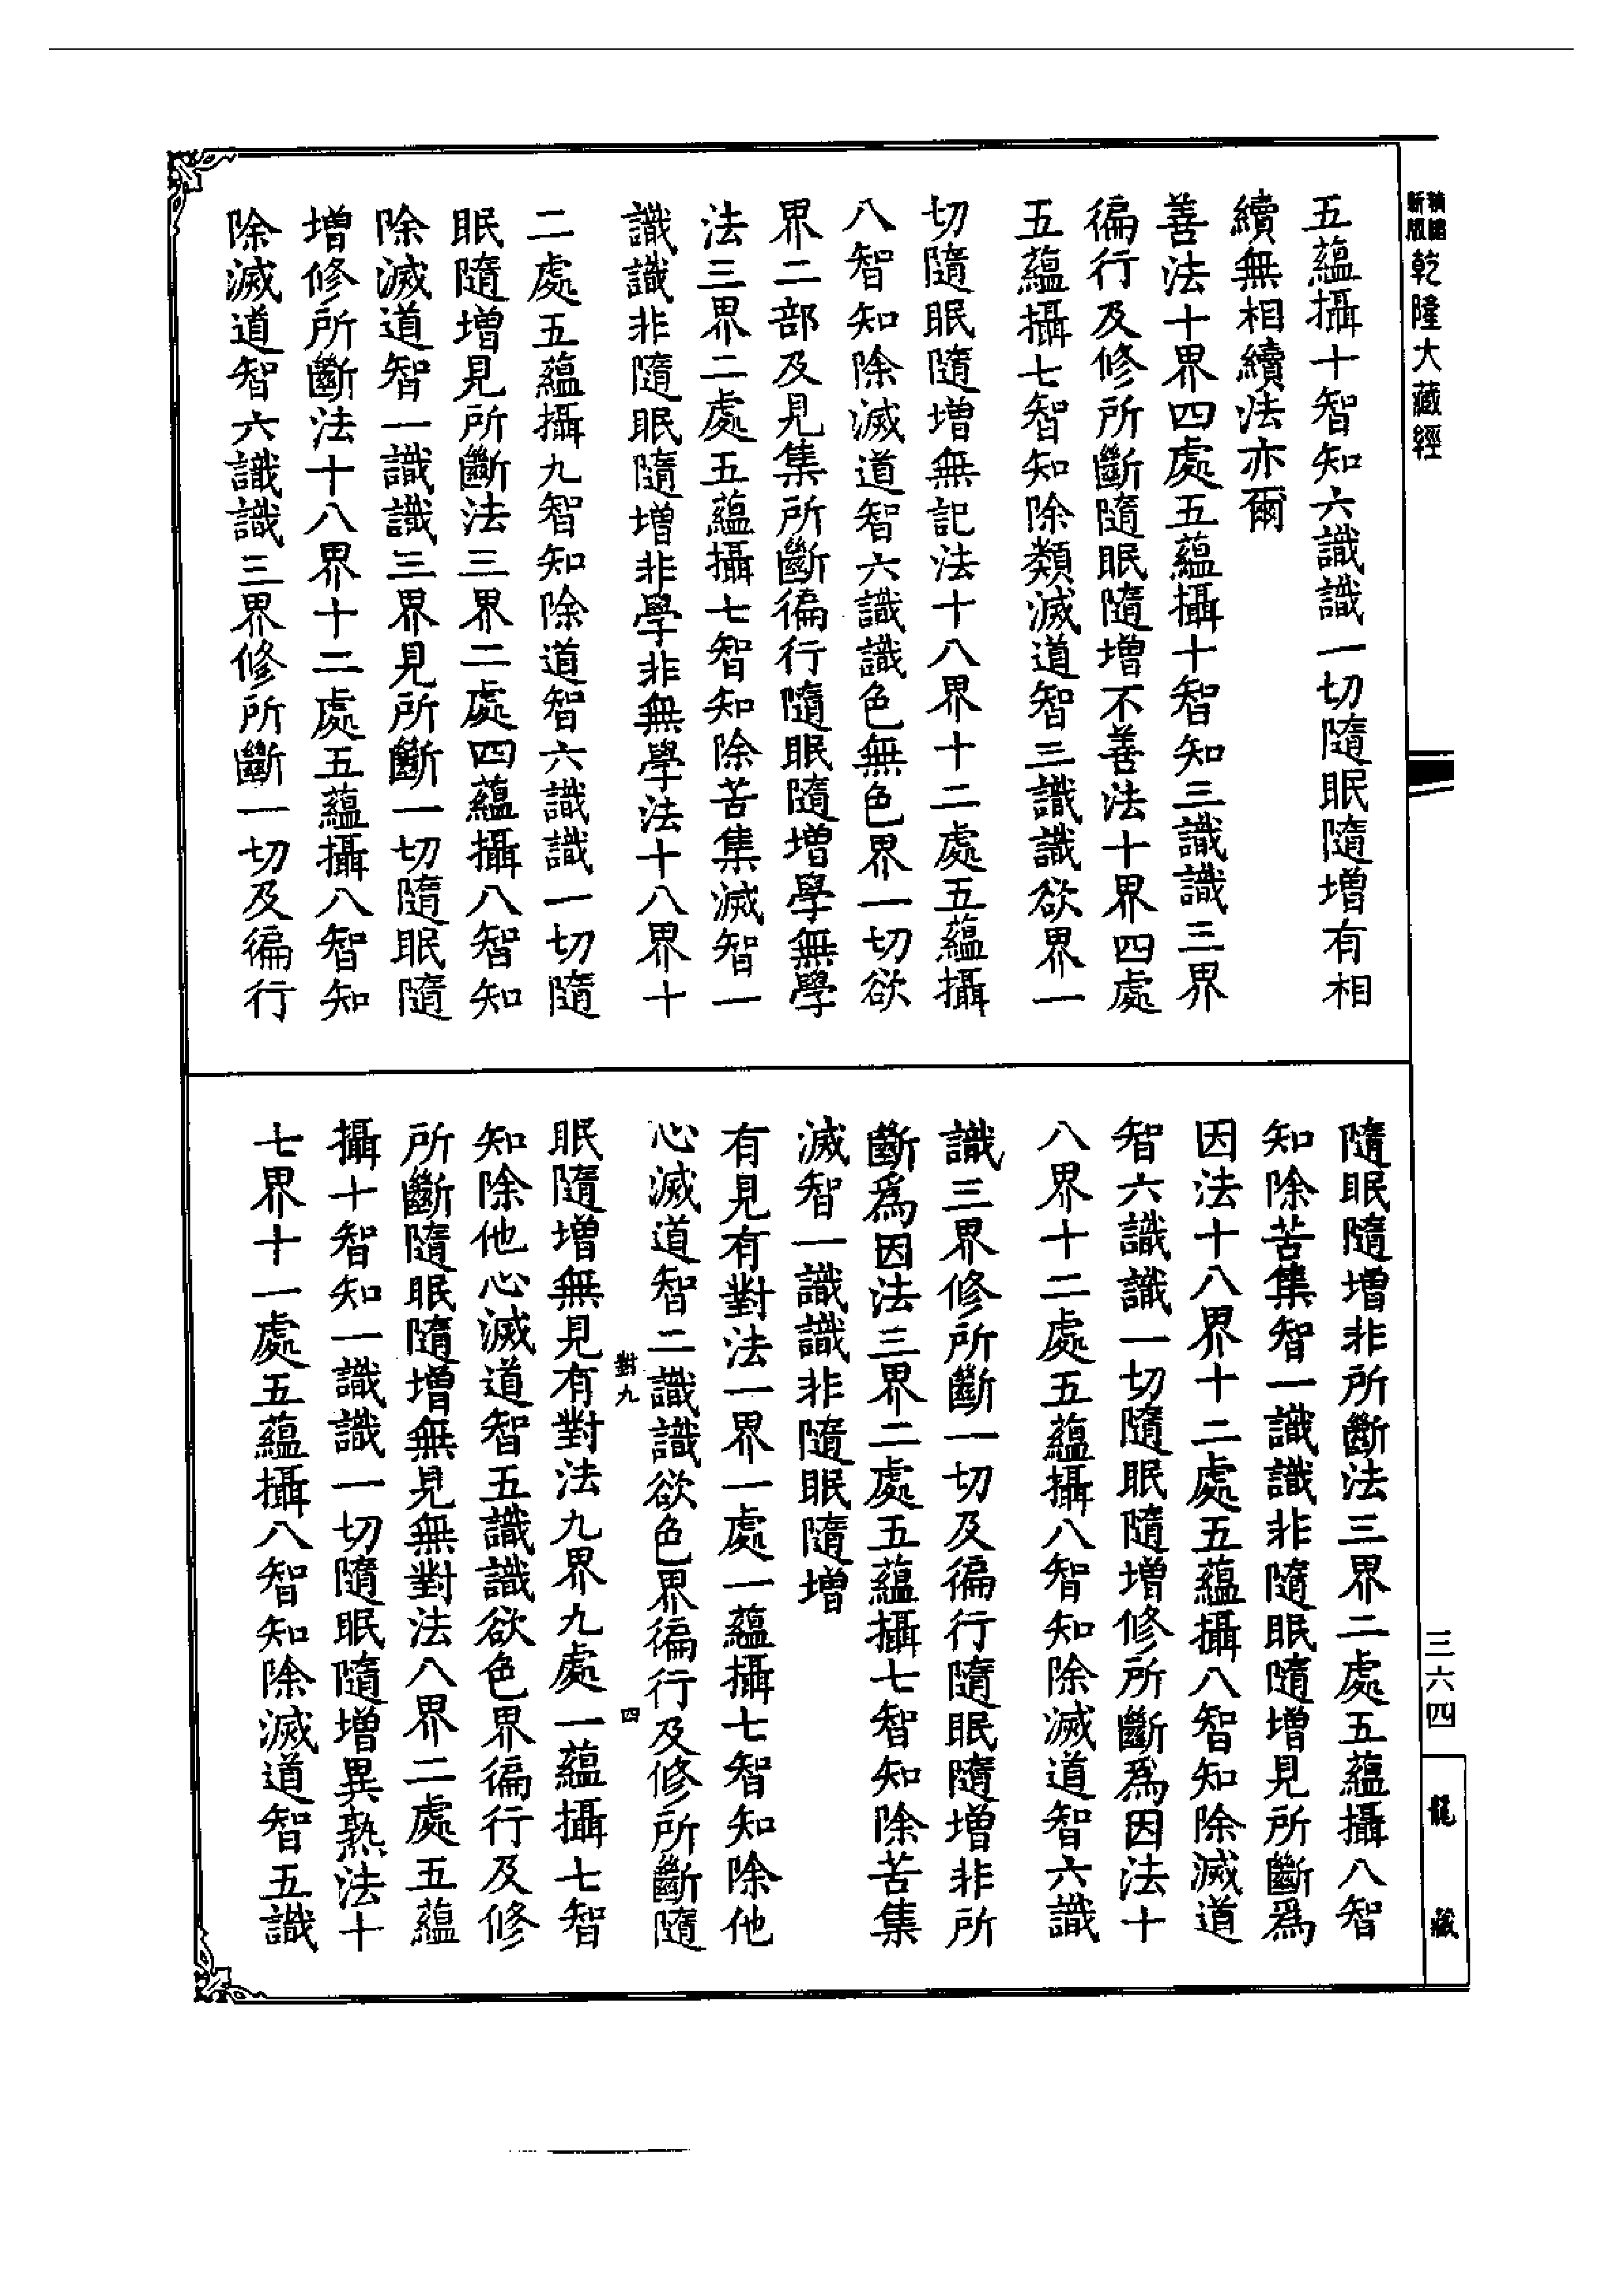 新版
乾隆大藏經
五蘊攝十智知六識識一切隨眠隨增有相
續無相續法亦爾
善法十界四處五蘊攝十智知三識識三界
徧行及修所斷隨眠隨增不善法十界四處
五蘊攝七智知除類滅道智三識識欲界一
切隨眠隨增無記法十八界十二處五蘊攝
八智知除滅道智六識識色無色界一切欲
界二部及見集所斷徧行隨眠隨增學無學
法三界二處五蘊攝七智知除苦集滅智一
識識非隨眠隨增非學非無學法十八界十
二處五蘊攝九智知除道智六識識一切隨
眠隨增見所斷法三界二處四蘊攝八智知
除滅道智一識識三界見所斷一切隨眠隨
增修所斷法十八界十二處五蘊攝八智知
除滅道智六識識三界修所斷一切及徧行
隨眠隨增非所斷法三界二處五蘊攝八智
知除苦集智一識識非隨眠隨增見所斷爲
因法十八界十二處五蘊攝八智知除滅道
智六識識一切隨眠隨增修所斷爲因法十
八界十二處五蘊攝八智知除滅道智六識
識三界修所斷一切及徧行隨眠隨增非所
斷爲因法三界二處五蘊攝七智知除苦集
滅智一識識非隨眠隨增
有見有對法一界一處一蘊攝七智知除他
心滅道智二識識欲色界徧行及修所斷隨
對九
四
眠隨增無見有對法九界九處一蘊攝七智
知除他心滅道智五識識欲色界徧行及修
所斷隨眠隨增無見無對法八界二處五蘊
攝十智知一識識一切隨眠隨增異熟法十
七界十一處五蘊攝八智知除滅道智五識
三六四
龍藏